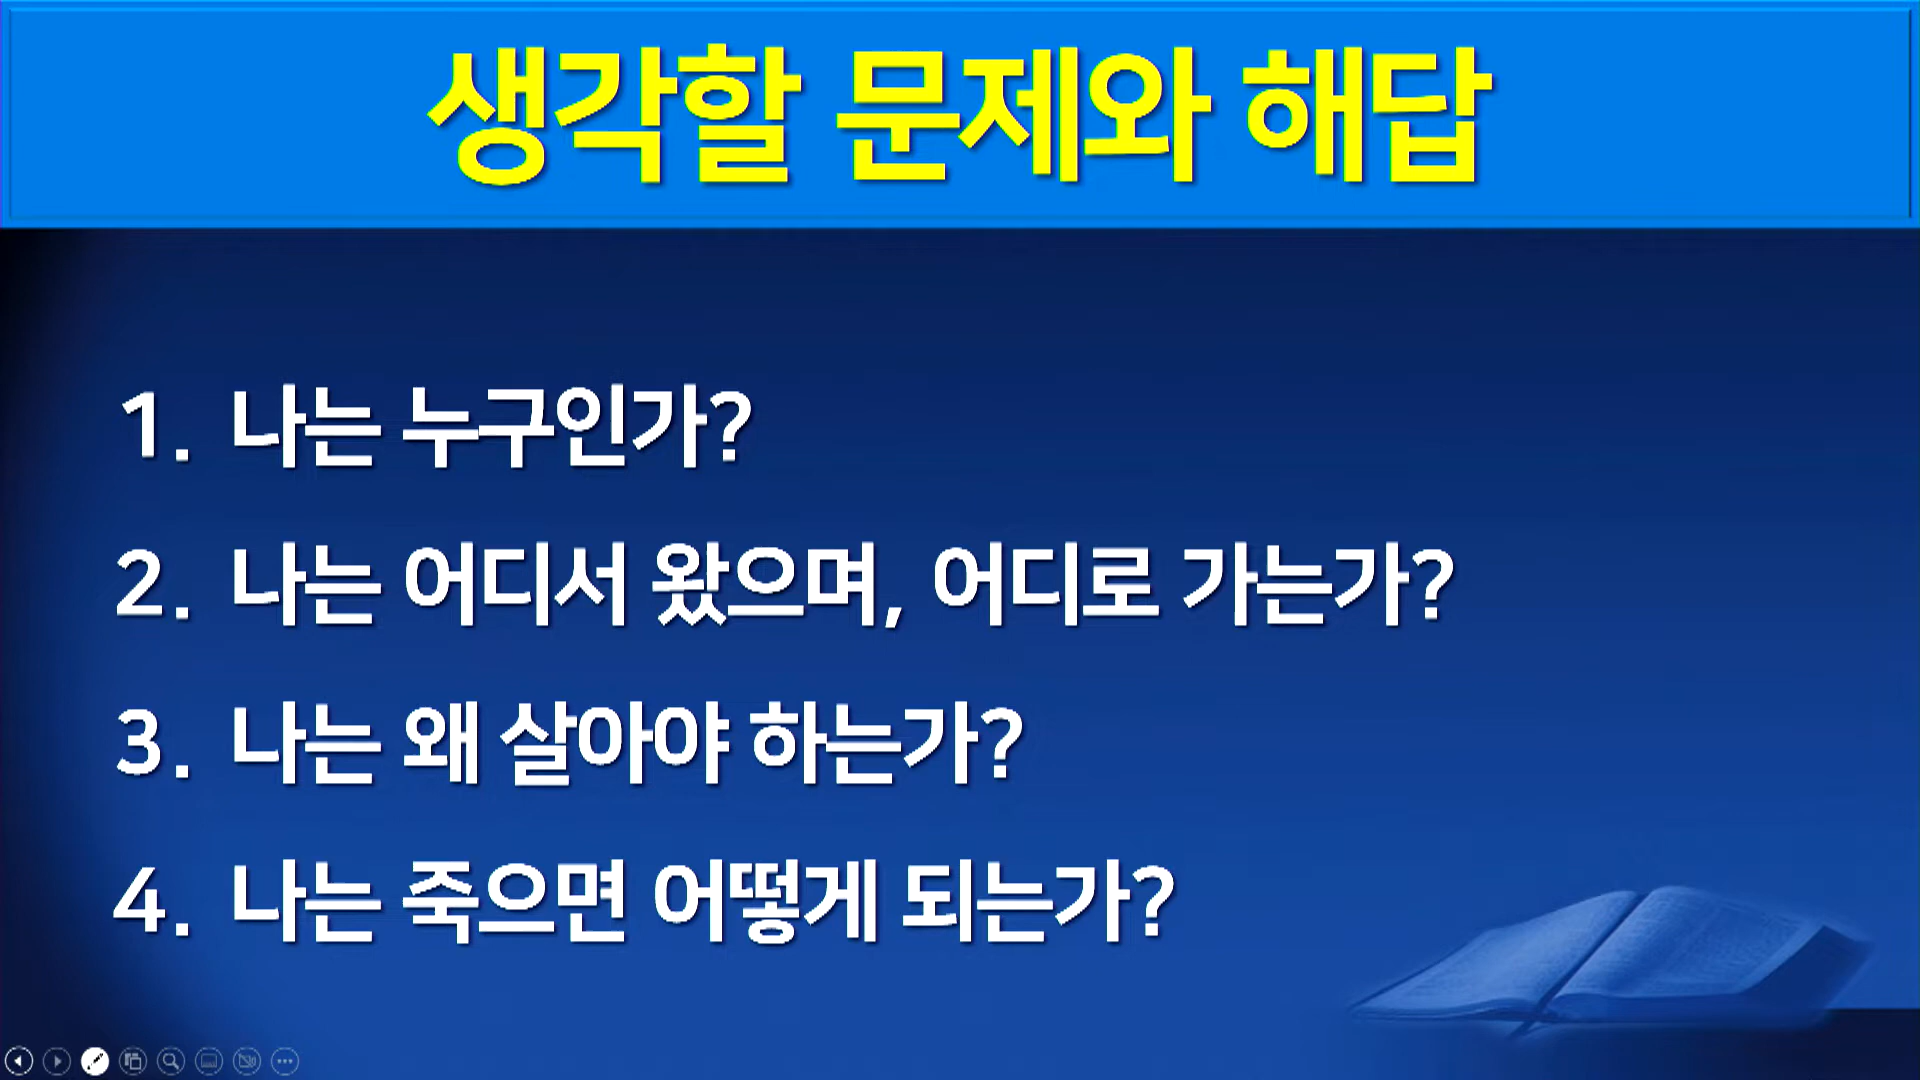 생각할 문제와 해답
1. 나는 누구인가?
2. 나는 어디서 왔으며, 어디로 가는가?
3. 나는 왜 살아야 하는가?
4. 나는 죽으면 어떻게 되는가?